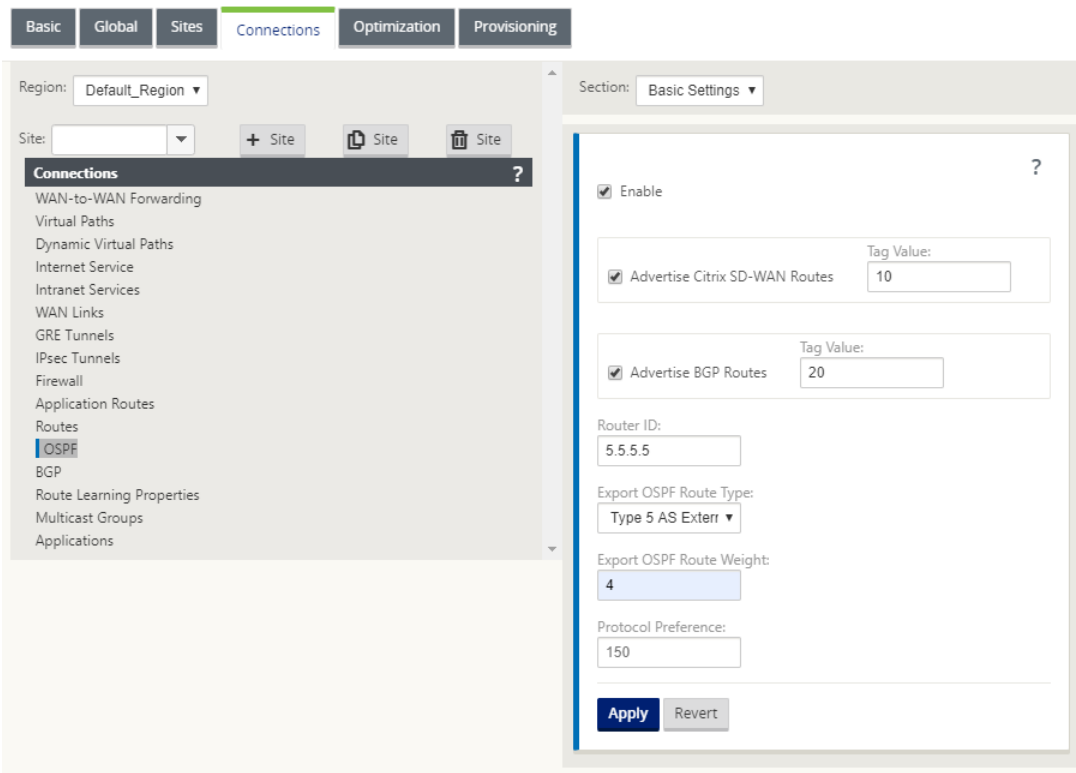 Basic Global Sites Connections Optimization Provisioning
Region: Default_Region
Site: + Site Site Site
Connections ?
WAN-to-WAN Forwarding
Virtual Paths
Dynamic Virtual Paths
Internet Service
Intranet Services
WAN Links
GRE Tunnels
IPsec Tunnels
Firewall
Application Routes
Routes
OSPF
BGP
Route Learning Properties
Multicast Groups
Applications
Section: Basic Settings
?
Enable
Tag Value:
Advertise Citrix SD-WAN Routes 10
Tag Value:
Advertise BGP Routes 20
Router ID:
5.5.5.5
Export OSPF Route Type:
Type 5 AS Extern
Export OSPF Route Weight:
4
Protocol Preference:
150
Apply Revert